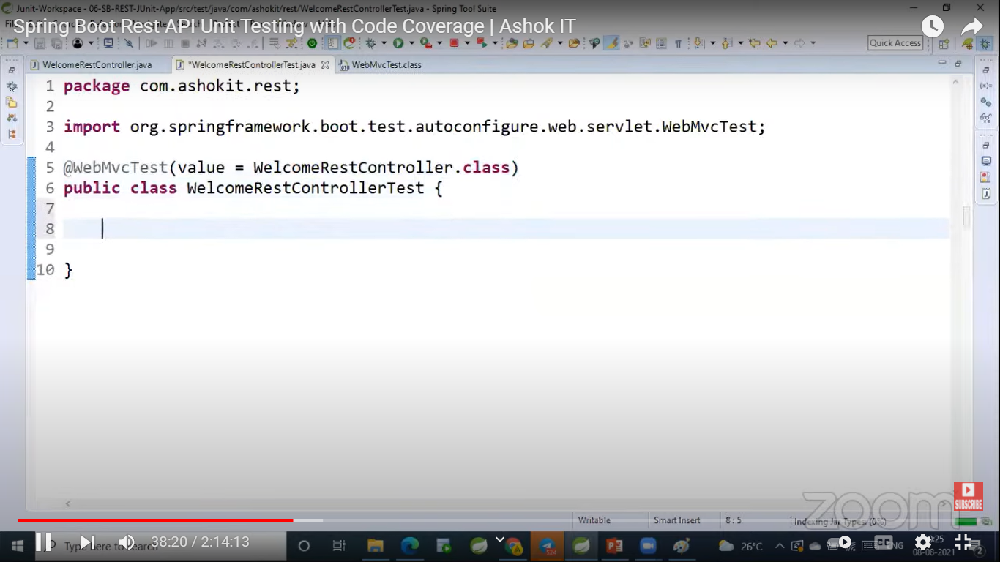 Junit-Workspace - 06-SB-REST-JUnit-App/src/test/java/com/ashokit/rest/WelcomeRestControllerTest.java - Spring Tool Suite
Spring Boot Rest API Unit Testing with Code Coverage | Ashok IT
Quick Access
WelcomeRestController.java *WelcomeRestControllerTest.java WebMvcTest.class
1 package com.ashokit.rest;
2
3 import org.springframework.boot.test.autoconfigure.web.servlet.WebMvcTest;
4
5 @WebMvcTest(value = WelcomeRestController.class)
6 public class WelcomeRestControllerTest {
7
8
9
10 }
zoom
SUBSCRIBE
Writable Smart Insert 8 : 5 Indexing Jar Types: (0%)
Type here to search
38:20 / 2:14:13
26°C ENG
08-08-2021